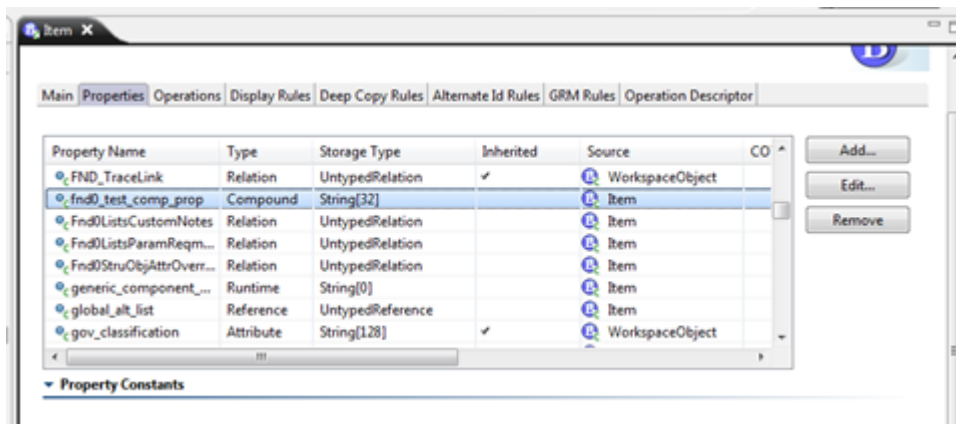 Item
Main Properties Operations Display Rules Deep Copy Rules Alternate Id Rules GRM Rules Operation Descriptor
Property Name Type Storage Type Inherited Source CO Add...
FND_TraceLink Relation UntypedRelation ✔ WorkspaceObject
Edit...
fnd0_test_comp_prop Compound String[32] Item
Fnd0ListsCustomNotes Relation UntypedRelation Item Remove
Fnd0ListsParamReqm... Relation UntypedRelation Item
Fnd0StruObjAttrOverr... Relation UntypedRelation Item
generic_component_... Runtime String[0] Item
global_alt_list Reference UntypedReference Item
gov_classification Attribute String[128] ✔ WorkspaceObject
Property Constants